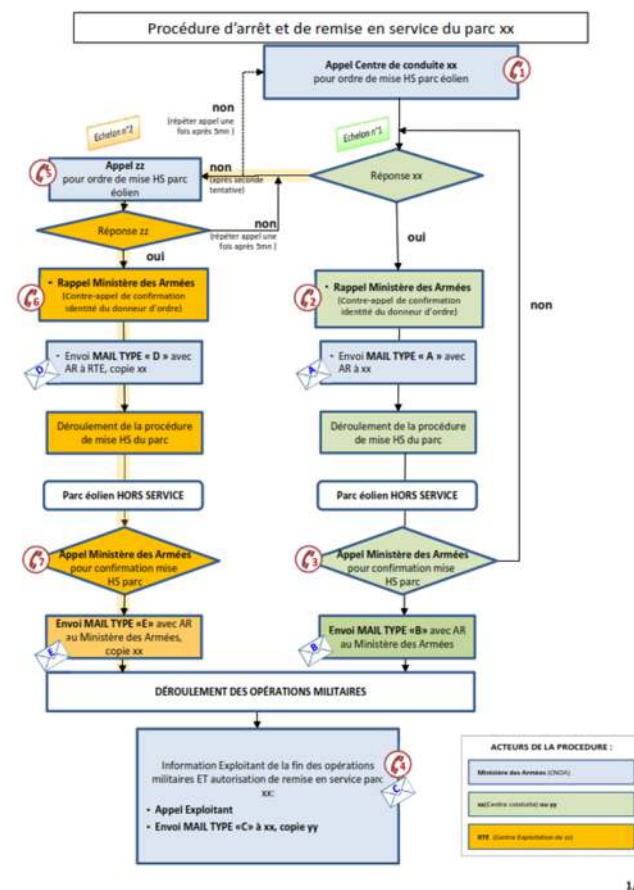 Procédure d'arrêt et de remise en service du parc xx
Appel Centre de conduite xx
pour ordre de mise HS parc éolien
1
non
(répéter appel une
fois après 5mn )
Echelon n°2
Echelon n°1
5
Appel zz
pour ordre de mise HS parc
éolien
non
(après seconde
tentative)
Réponse xx
Réponse zz
non
(répéter appel une
fois après 5mn )
oui
oui
non
6
• Rappel Ministère des Armées
(Contre-appel de confirmation
identité du donneur d'ordre)
2
• Rappel Ministère des Armées
(Contre-appel de confirmation
identité du donneur d'ordre)
D
- Envoi MAIL TYPE « D » avec
AR à RTE, copie xx
A
- Envoi MAIL TYPE « A » avec
AR à xx
Déroulement de la procédure
de mise HS du parc
Déroulement de la procédure
de mise HS du parc
Parc éolien HORS SERVICE
Parc éolien HORS SERVICE
7
Appel Ministère des Armées
pour confirmation mise
HS parc
3
Appel Ministère des Armées
pour confirmation mise
HS parc
Envoi MAIL TYPE «E» avec AR
au Ministère des Armées,
copie xx
E
Envoi MAIL TYPE «B» avec AR
au Ministère des Armées
B
DÉROULEMENT DES OPÉRATIONS MILITAIRES
4
Information Exploitant de la fin des opérations
militaires ET autorisation de remise en service parc
xx:
C
• Appel Exploitant
• Envoi MAIL TYPE «C» à xx, copie yy
ACTEURS DE LA PROCEDURE :
Ministère des Armées (CNOA)
xx(Centre conduite) ou yy
RTE (Centre Exploitation de zz)